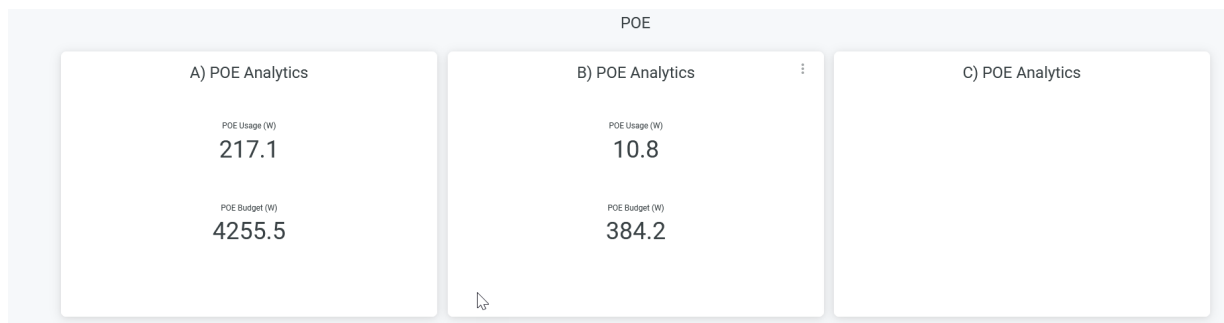 POE
A) POE Analytics
POE Usage (W)
217.1
POE Budget (W)
4255.5
B) POE Analytics
POE Usage (W)
10.8
POE Budget (W)
384.2
C) POE Analytics